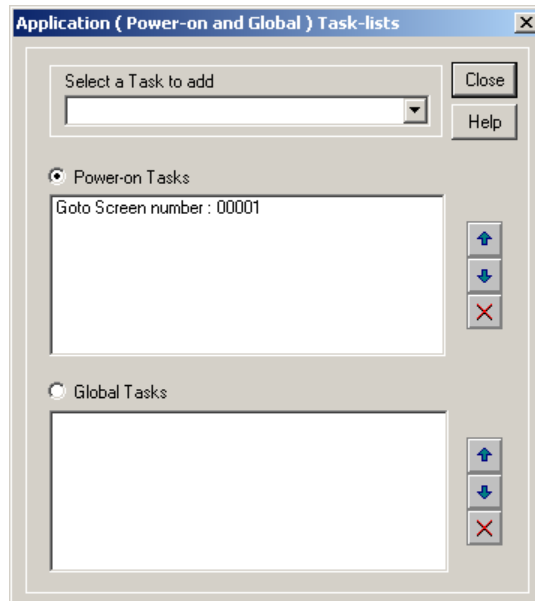 Application ( Power-on and Global ) Task-lists
Select a Task to add
Close
Help
Power-on Tasks
Goto Screen number : 00001
Global Tasks